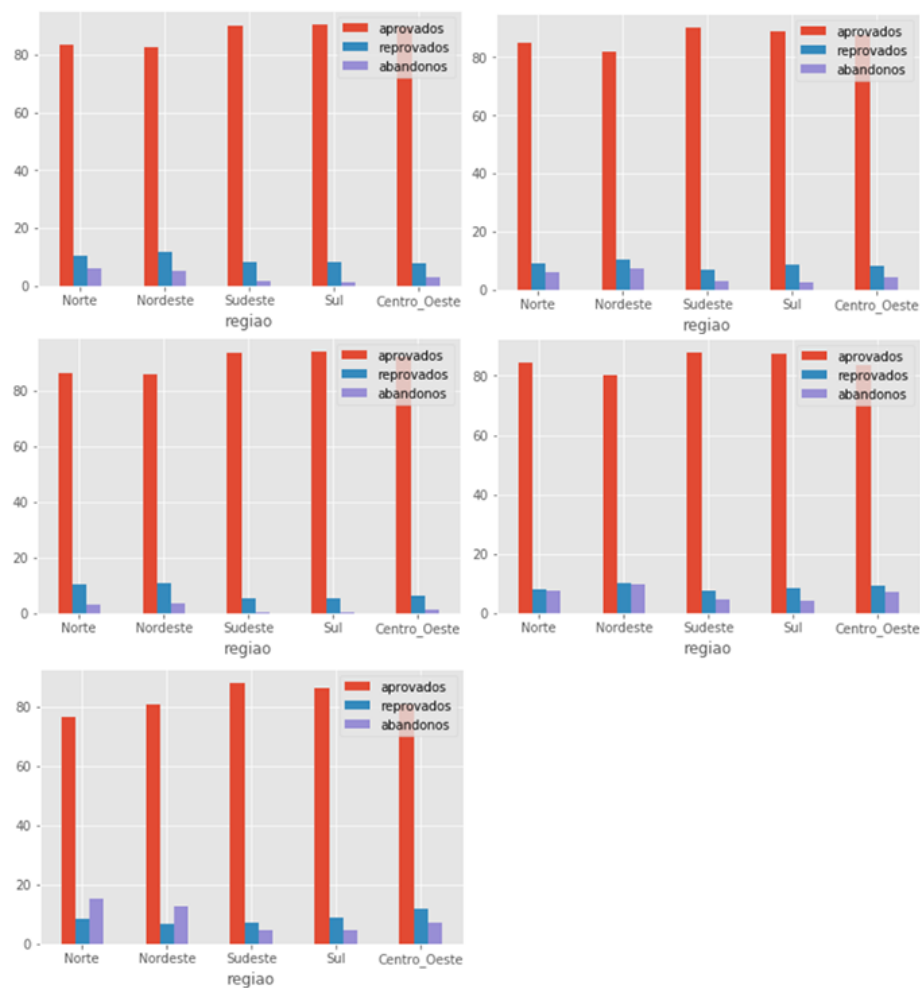 aprovados
reprovados
abandonos
80
60
40
20
0
Norte Nordeste Sudeste Sul Centro_Oeste
regiao
aprovados
reprovados
abandonos
80
60
40
20
0
Norte Nordeste Sudeste Sul Centro_Oeste
regiao
aprovados
reprovados
abandonos
80
60
40
20
0
Norte Nordeste Sudeste Sul Centro_Oeste
regiao
aprovados
reprovados
abandonos
80
60
40
20
0
Norte Nordeste Sudeste Sul Centro_Oeste
regiao
aprovados
reprovados
abandonos
80
60
40
20
0
Norte Nordeste Sudeste Sul Centro_Oeste
regiao